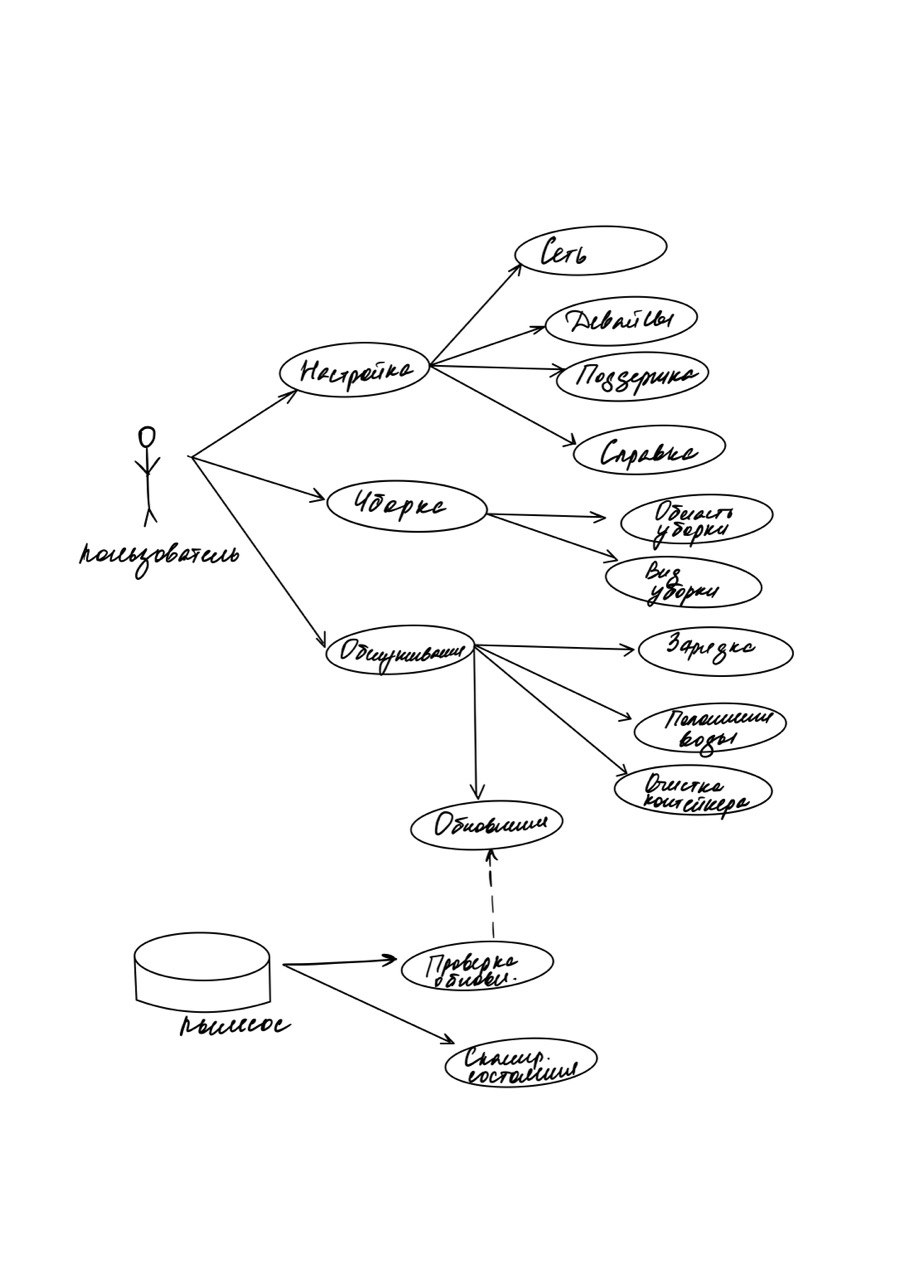 Сеть
Девайсы
Настройка
Поддержка
Справка
Уборка
Область
уборки
пользователь
Вид
уборки
Обслуживание
Зарядка
Пополнение
воды
Очистка
контейнера
Обновление
Проверка
обновл.
пылесос
Сканир.
состояния